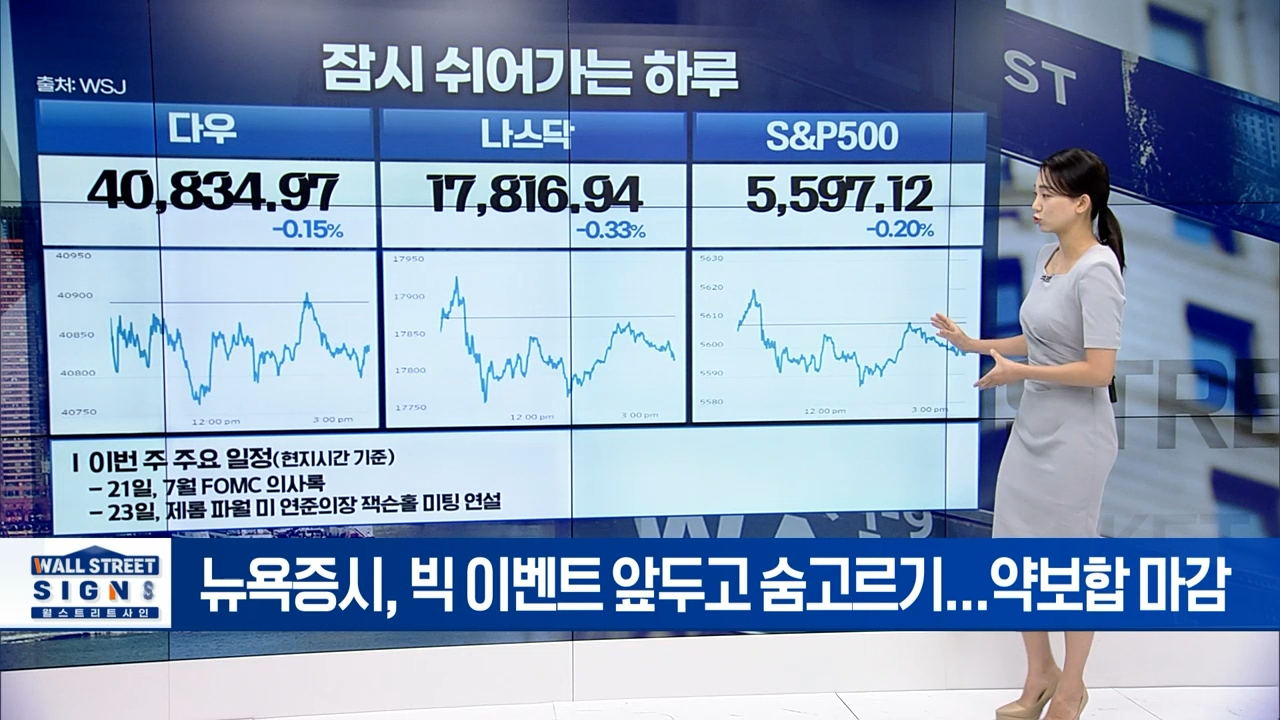 잠시 쉬어가는 하루
출처: WSJ
다우
40,834.97
-0.15%
나스닥
17,816.94
-0.33%
S&P500
5,597.12
-0.20%
40950
40900
40850
40800
40750
12:00 pm
3:00 pm
17950
17900
17850
17800
17750
12:00 pm
3:00 pm
5630
5620
5610
5600
5590
5580
12:00 pm
3:00 pm
이번 주 주요 일정(현지시간 기준)
- 21일, 7월 FOMC 의사록
- 23일, 제롬 파월 미 연준의장 잭슨홀 미팅 연설
ST
WALL STREET
SIGNS
월스트리트사인
뉴욕증시, 빅 이벤트 앞두고 숨고르기...약보합 마감